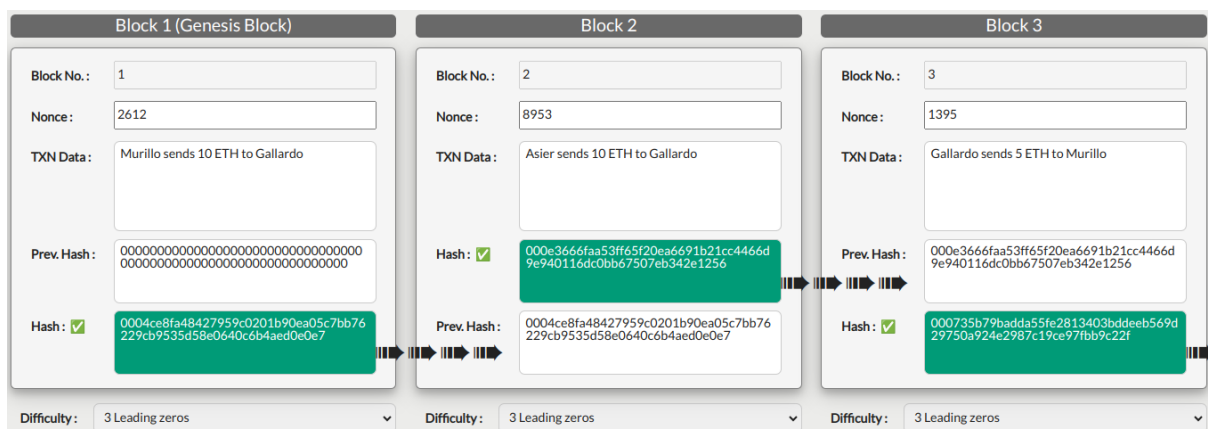 Block 1 (Genesis Block)
Block No. :
1
Nonce :
2612
TXN Data :
Murillo sends 10 ETH to Gallardo
Prev. Hash :
00000000000000000000000000000000
00000000000000000000000000000000
Hash : ✅
0004ce8fa48427959c0201b90ea05c7bb76
229cb9535d58e0640c6b4aed0e0e7
Difficulty :
3 Leading zeros
Block 2
Block No. :
2
Nonce :
8953
TXN Data :
Asier sends 10 ETH to Gallardo
Hash : ✅
000e3666faa53ff65f20ea6691b21cc4466d
9e940116dc0bb67507eb342e1256
Prev. Hash :
0004ce8fa48427959c0201b90ea05c7bb76
229cb9535d58e0640c6b4aed0e0e7
Difficulty :
3 Leading zeros
Block 3
Block No. :
3
Nonce :
1395
TXN Data :
Gallardo sends 5 ETH to Murillo
Prev. Hash :
000e3666faa53ff65f20ea6691b21cc4466d
9e940116dc0bb67507eb342e1256
Hash : ✅
000735b79badda55fe2813403bddeeb569d
29750a924e2987c19ce97fbb9c22f
Difficulty :
3 Leading zeros